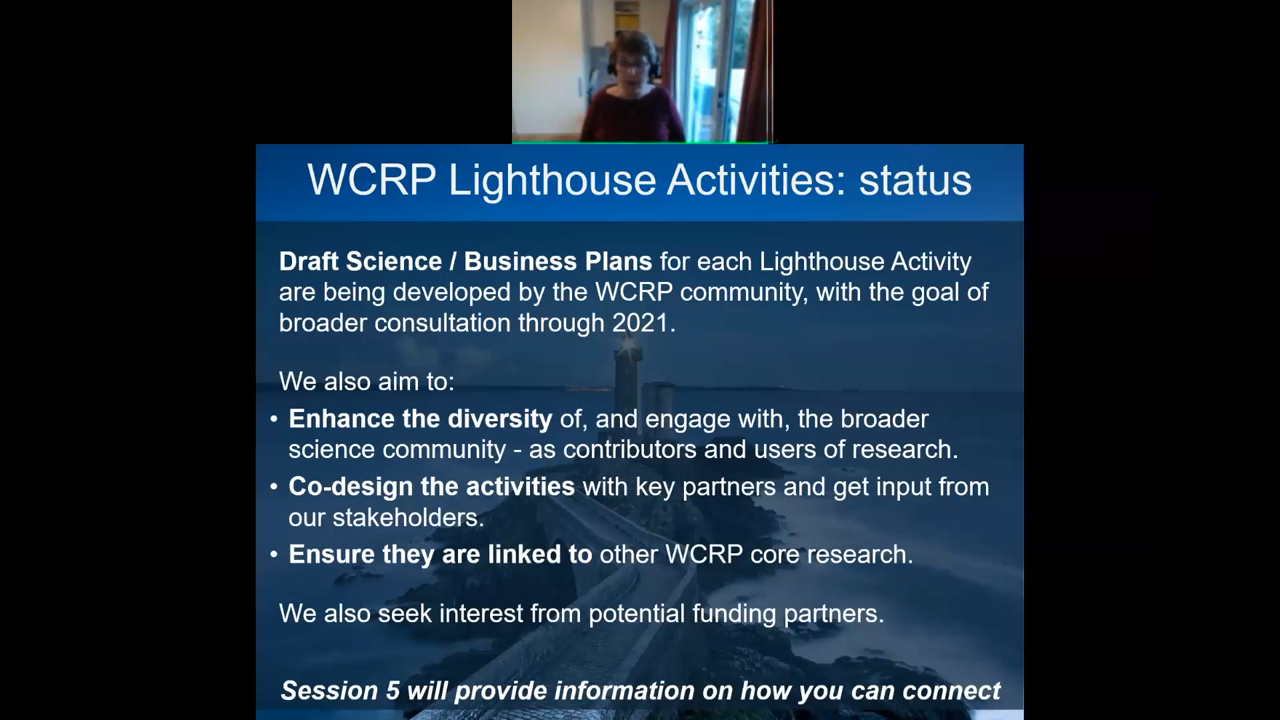 WCRP Lighthouse Activities: status
Draft Science / Business Plans for each Lighthouse Activity
are being developed by the WCRP community, with the goal of
broader consultation through 2021.
We also aim to:
• Enhance the diversity of, and engage with, the broader
science community - as contributors and users of research.
• Co-design the activities with key partners and get input from
our stakeholders.
• Ensure they are linked to other WCRP core research.
We also seek interest from potential funding partners.
Session 5 will provide information on how you can connect